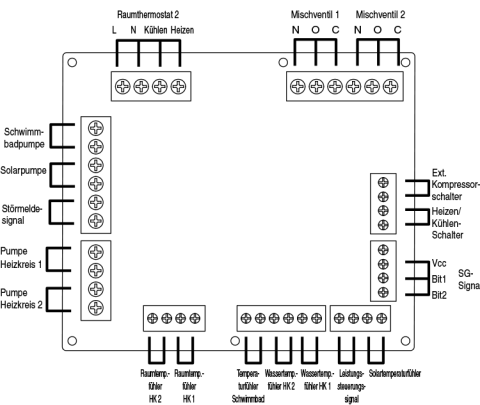 Raumthermostat 2
L N Kühlen Heizen
Mischventil 1
N O C
Mischventil 2
N O C
Schwimm-
badpumpe
Solarpumpe
Störmelde-
signal
Pumpe
Heizkreis 1
Pumpe
Heizkreis 2
Ext.
Kompressor-
schalter
Heizen/
Kühlen-
Schalter
Vcc
Bit1
Bit2
SG-
Signa
Raumtemp.-
fühler
HK 2
Raumtemp.-
fühler
HK 1
Tempera-
turfühler
Schwimmbad
Wassertemp.-
fühler HK 2
Wassertemp.-
fühler HK 1
Leistungs-
steuerungs-
signal
Solartemperaturfühler